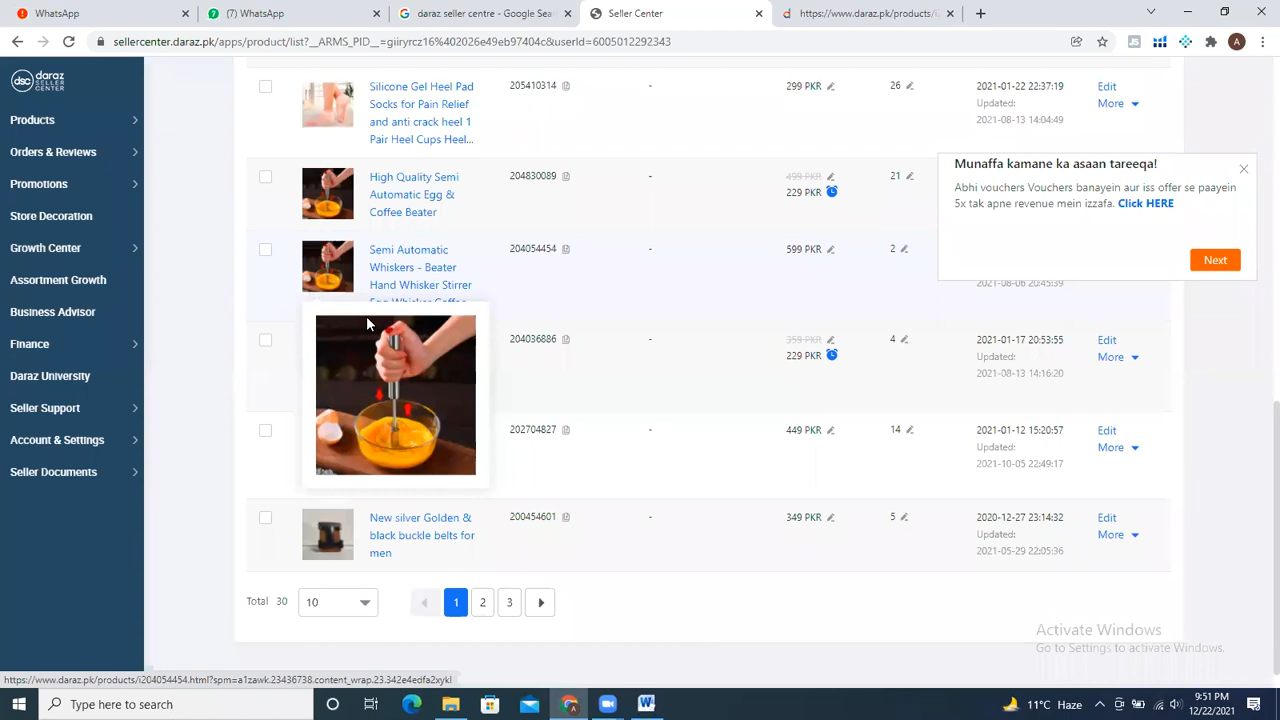 WhatsApp
(7) WhatsApp
daraz seller centre - Google Sea
Seller Center
https://www.daraz.pk/products/i
sellercenter.daraz.pk/apps/product/list?__ARMS_PID__=giiryrcz16%402026e49eb97404c&userId=6005012292343
A
dsc daraz SELLER CENTER
Products
Orders & Reviews
Promotions
Store Decoration
Growth Center
Assortment Growth
Business Advisor
Finance
Daraz University
Seller Support
Account & Settings
Seller Documents
Silicone Gel Heel Pad
Socks for Pain Relief
and anti crack heel 1
Pair Heel Cups Heel...
205410314
-
299 PKR
26
2021-01-22 22:37:19
Updated:
2021-08-13 14:04:49
Edit
More
High Quality Semi
Automatic Egg &
Coffee Beater
204830089
-
499 PKR
229 PKR
21
Munaffa kamane ka asaan tareeqa!
Abhi vouchers Vouchers banayein aur iss offer se paayein
5x tak apne revenue mein izzafa. Click HERE
Next
Semi Automatic
Whiskers - Beater
Hand Whisker Stirrer
Egg Whisker Coffee
204054454
-
599 PKR
2
2021-08-06 20:45:39
204036886
-
359 PKR
229 PKR
4
2021-01-17 20:53:55
Updated:
2021-08-13 14:16:20
Edit
More
202704827
-
449 PKR
14
2021-01-12 15:20:57
Updated:
2021-10-05 22:49:17
Edit
More
New silver Golden &
black buckle belts for
men
200454601
-
349 PKR
5
2020-12-27 23:14:32
Updated:
2021-05-29 22:05:36
Edit
More
Total 30
10
1
2
3
Activate Windows
Go to Settings to activate Windows.
https://www.daraz.pk/products/i204054454.html?spm=a1zawk.23436738.content_wrap.23.342e4edfa2xykl
Type here to search
11°C Haze
9:51 PM
12/22/2021